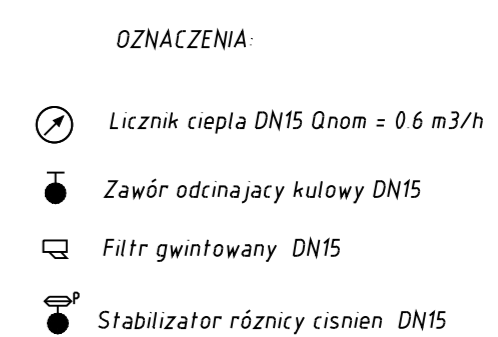 OZNACZENIA:
Licznik ciepla DN15 Qnom = 0.6 m3/h
Zawór odcinajacy kulowy DN15
Filtr gwintowany DN15
P
Stabilizator róznicy cisnien DN15